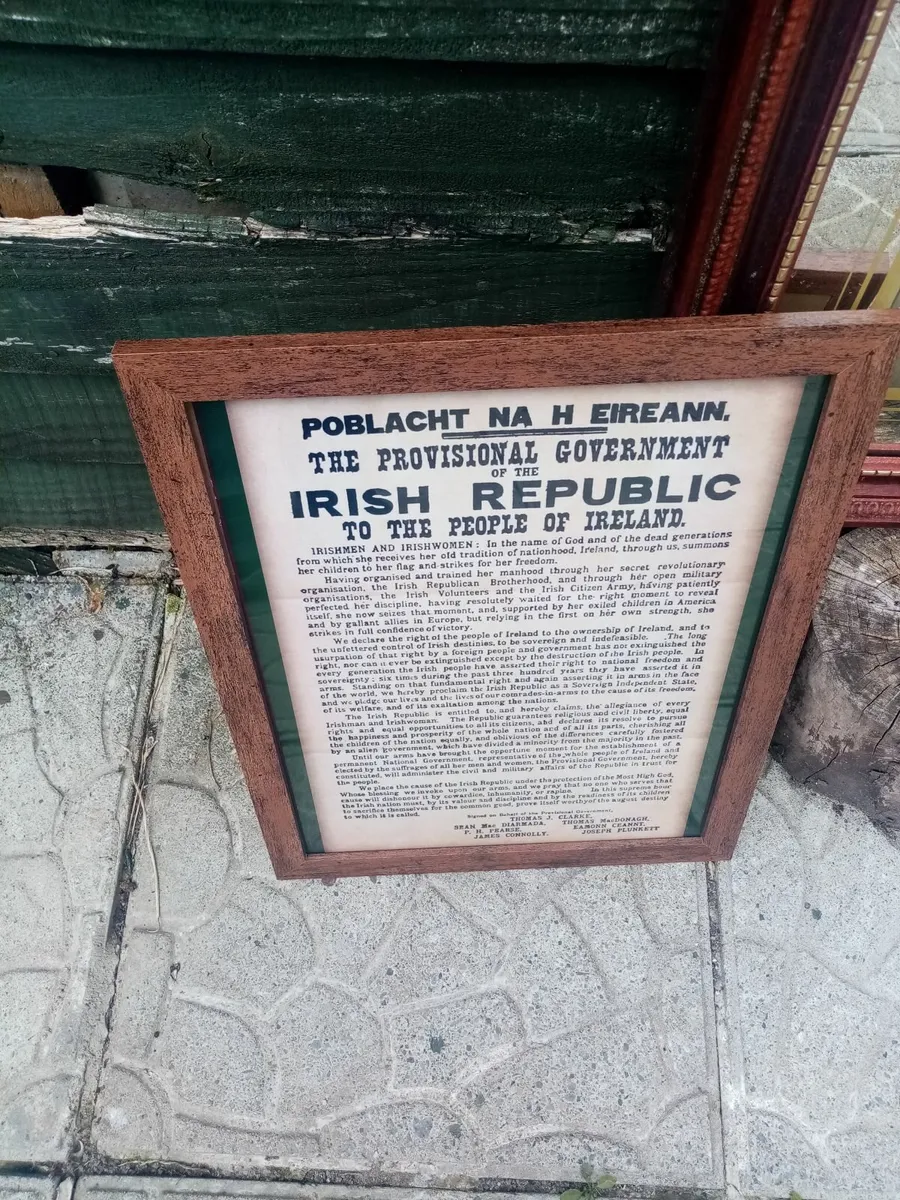 POBLACHT NA H EIREANN.
THE PROVISIONAL GOVERNMENT
OF THE
IRISH REPUBLIC
TO THE PEOPLE OF IRELAND.
IRISHMEN AND IRISHWOMEN : In the name of God and of the dead generations
from which she receives her old tradition of nationhood, Ireland, through us, summons
her children to her flag and strikes for her freedom.
Having organised and trained her manhood through her secret revolutionary
organisation, the Irish Republican Brotherhood, and through her open military
organisations, the Irish Volunteers and the Irish Citizen Army, having patiently
perfected her discipline, having resolutely waited for the right moment to reveal
itself, she now seizes that moment, and, supported by her exiled children in America
and by gallant allies in Europe, but relying in the first on her own strength, she
strikes in full confidence of victory.
We declare the right of the people of Ireland to the ownership of Ireland, and to
the unfettered control of Irish destinies, to be sovereign and indefeasible. The long
usurpation of that right by a foreign people and government has not extinguished the
right, nor can it ever be extinguished except by the destruction of the Irish people. In
every generation the Irish people have asserted their right to national freedom and
sovereignty ; six times during the past three hundred years they have asserted it in
arms. Standing on that fundamental right and again asserting it in arms in the face
of the world, we hereby proclaim the Irish Republic as a Sovereign Independent State,
and we pledge our lives and the lives of our comrades-in-arms to the cause of its freedom,
of its welfare, and of its exaltation among the nations.
The Irish Republic is entitled to, and hereby claims, the allegiance of every
Irishman and Irishwoman. The Republic guarantees religious and civil liberty, equal
rights and equal opportunities to all its citizens, and declares its resolve to pursue
the happiness and prosperity of the whole nation and of all its parts, cherishing all
the children of the nation equally, and oblivious of the differences carefully fostered
by an alien government, which have divided a minority from the majority in the past.
Until our arms have brought the opportune moment for the establishment of a
permanent National Government, representative of the whole people of Ireland and
elected by the suffrages of all her men and women, the Provisional Government, hereby
constituted, will administer the civil and military affairs of the Republic in trust for
the people.
We place the cause of the Irish Republic under the protection of the Most High God,
Whose blessing we invoke upon our arms, and we pray that no one who serves that
cause will dishonour it by cowardice, inhumanity, or rapine. In this supreme hour
the Irish nation must, by its valour and discipline and by the readiness of its children
to sacrifice themselves for the common good, prove itself worthy of the august destiny
to which it is called.
Signed on Behalf of the Provisional Government,
THOMAS J. CLARKE,
SEAN Mac DIARMADA, THOMAS MacDONAGH,
P. H. PEARSE, EAMONN CEANNT,
JAMES CONNOLLY, JOSEPH PLUNKETT